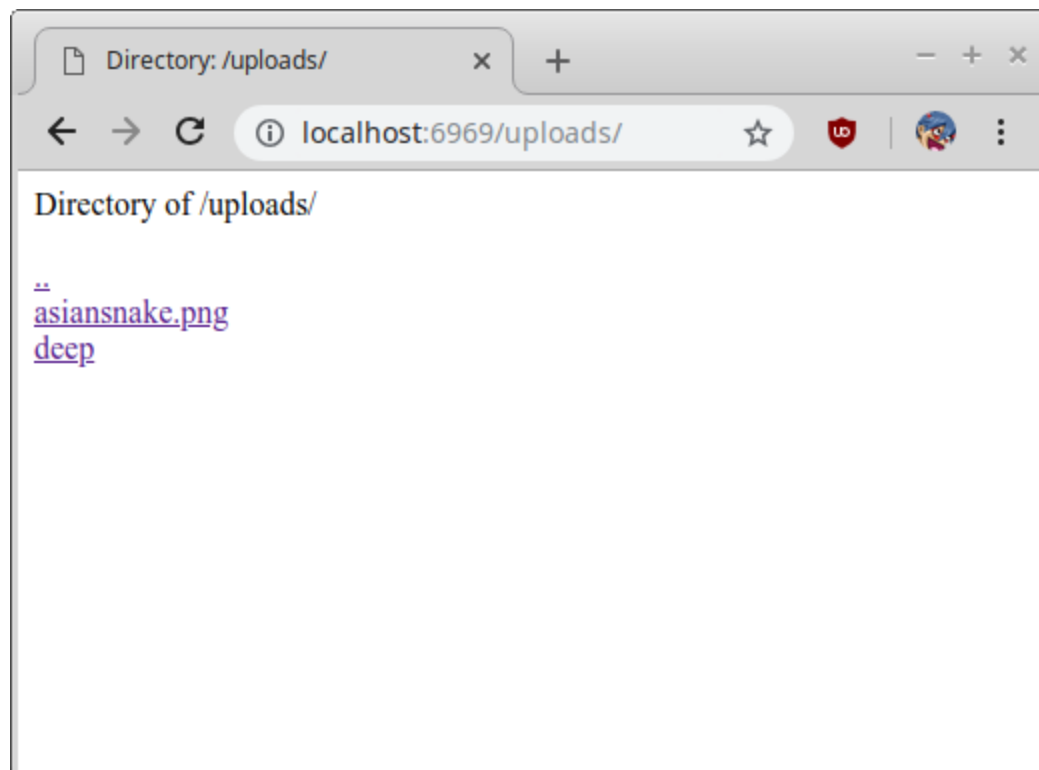 Directory: /uploads/
localhost:6969/uploads/
Directory of /uploads/
..
asiansnake.png
deep